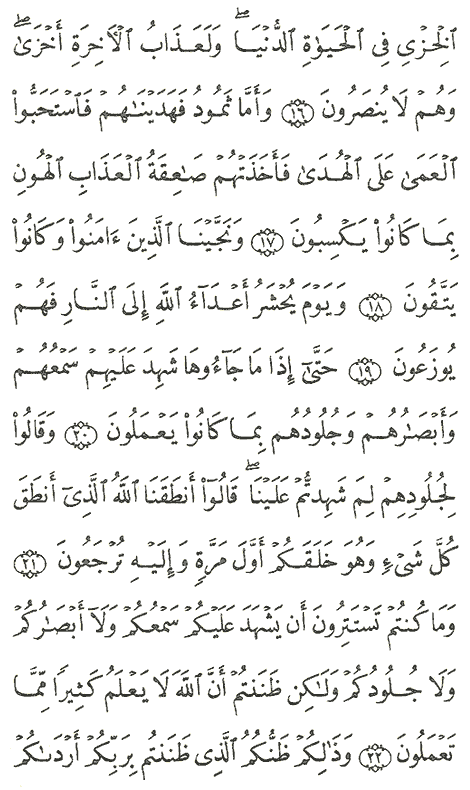 ٱلْخِزْىِ فِى ٱلْحَيَوٰةِ ٱلدُّنْيَا ۖ وَلَعَذَابُ ٱلْأَخِرَةِ أَخْزَىٰ ۖ
وَهُمْ لَا يُنصَرُونَ ١٦ وَأَمَّا ثَمُودُ فَهَدَيْنَٰهُمْ فَٱسْتَحَبُّوا۟
ٱلْعَمَىٰ عَلَى ٱلْهُدَىٰ فَأَخَذَتْهُمْ صَٰعِقَةُ ٱلْعَذَابِ ٱلْهُونِ
بِمَا كَانُوا۟ يَكْسِبُونَ ١٧ وَنَجَّيْنَا ٱلَّذِينَ ءَامَنُوا۟ وَكَانُوا۟
يَتَّقُونَ ١٨ وَيَوْمَ يُحْشَرُ أَعْدَآءُ ٱللَّهِ إِلَى ٱلنَّارِ فَهُمْ
يُوزَعُونَ ١٩ حَتَّىٰٓ إِذَا مَا جَآءُوهَا شَهِدَ عَلَيْهِمْ سَمْعُهُمْ
وَأَبْصَٰرُهُمْ وَجُلُودُهُم بِمَا كَانُوا۟ يَعْمَلُونَ ٢٠ وَقَالُوا۟
لِجُلُودِهِمْ لِمَ شَهِدتُّمْ عَلَيْنَا ۖ قَالُوٓا۟ أَنطَقَنَا ٱللَّهُ ٱلَّذِىٓ أَنطَقَ
كُلَّ شَىْءٍ وَهُوَ خَلَقَكُمْ أَوَّلَ مَرَّةٍ وَإِلَيْهِ تُرْجَعُونَ ٢١
وَمَا كُنتُمْ تَسْتَتِرُونَ أَن يَشْهَدَ عَلَيْكُمْ سَمْعُكُمْ وَلَآ أَبْصَٰرُكُمْ
وَلَا جُلُودُكُمْ وَلَٰكِن ظَنَنتُمْ أَنَّ ٱللَّهَ لَا يَعْلَمُ كَثِيرًا مِّمَّا
تَعْمَلُونَ ٢٢ وَذَٰلِكُمْ ظَنُّكُمُ ٱلَّذِى ظَنَنتُم بِرَبِّكُمْ أَرْدَىٰكُمْ